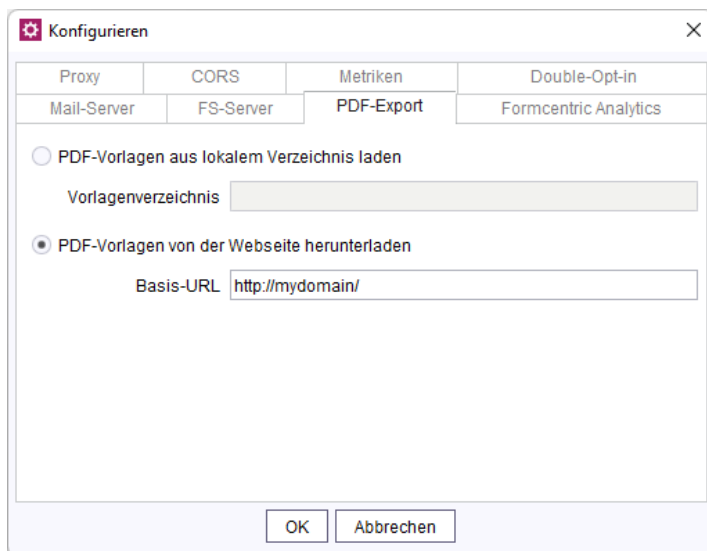 Konfigurieren
Proxy CORS Metriken Double-Opt-in
Mail-Server FS-Server PDF-Export Formcentric Analytics
PDF-Vorlagen aus lokalem Verzeichnis laden
Vorlagenverzeichnis
PDF-Vorlagen von der Webseite herunterladen
Basis-URL http://mydomain/
OK Abbrechen